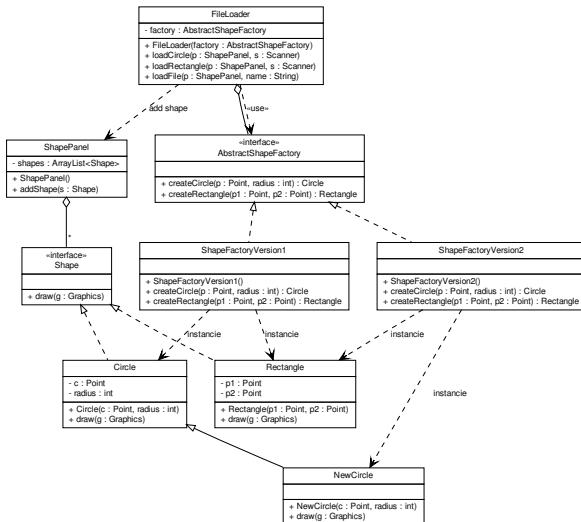 FileLoader
- factory : AbstractShapeFactory
+ FileLoader(factory : AbstractShapeFactory)
+ loadCircle(p : ShapePanel, s : Scanner)
+ loadRectangle(p : ShapePanel, s : Scanner)
+ loadFile(p : ShapePanel, name : String)
add shape
«use»
ShapePanel
- shapes : ArrayList<Shape>
+ ShapePanel()
+ addShape(s : Shape)
«interface»
AbstractShapeFactory
+ createCircle(p : Point, radius : int) : Circle
+ createRectangle(p1 : Point, p2 : Point) : Rectangle
*
«interface»
Shape
+ draw(g : Graphics)
ShapeFactoryVersion1
+ ShapeFactoryVersion1()
+ createCircle(p : Point, radius : int) : Circle
+ createRectangle(p1 : Point, p2 : Point) : Rectangle
ShapeFactoryVersion2
+ ShapeFactoryVersion2()
+ createCircle(p : Point, radius : int) : Circle
+ createRectangle(p1 : Point, p2 : Point) : Rectangle
instancie
instancie
instancie
Circle
- c : Point
- radius : int
+ Circle(c : Point, radius : int)
+ draw(g : Graphics)
Rectangle
- p1 : Point
- p2 : Point
+ Rectangle(p1 : Point, p2 : Point)
+ draw(g : Graphics)
instancie
NewCircle
+ NewCircle(c : Point, radius : int)
+ draw(g : Graphics)